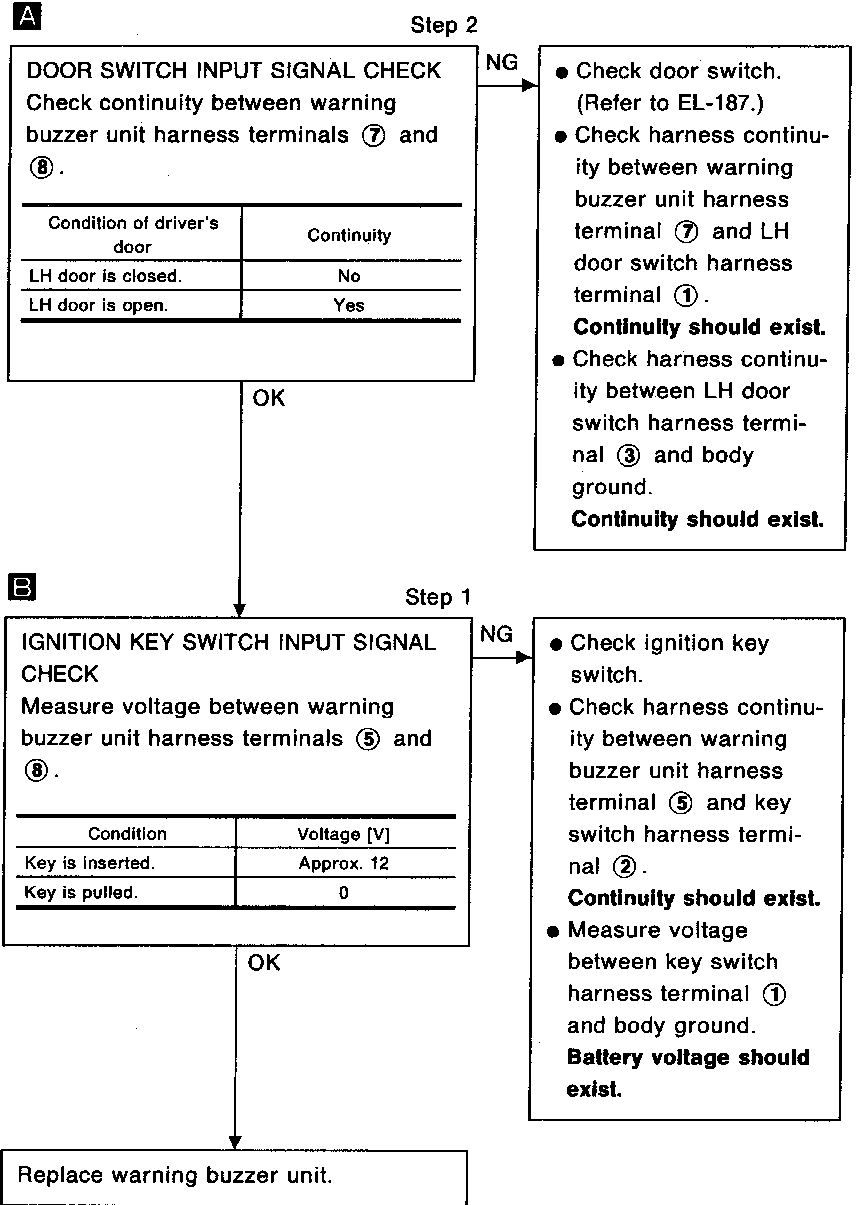 A
Step 2
DOOR SWITCH INPUT SIGNAL CHECK
Check continuity between warning
buzzer unit harness terminals ⑦ and
⑧.
Condition of driver's
door
Continuity
LH door is closed.
No
LH door is open.
Yes
NG
● Check door switch.
(Refer to EL-187.)
● Check harness continu-
ity between warning
buzzer unit harness
terminal ⑦ and LH
door switch harness
terminal ①.
Continuity should exist.
● Check harness continu-
ity between LH door
switch harness termi-
nal ③ and body
ground.
Continuity should exist.
OK
B
Step 1
IGNITION KEY SWITCH INPUT SIGNAL
CHECK
Measure voltage between warning
buzzer unit harness terminals ⑤ and
⑧.
Condition
Voltage [V]
Key is inserted.
Approx. 12
Key is pulled.
0
NG
● Check ignition key
switch.
● Check harness continu-
ity between warning
buzzer unit harness
terminal ⑤ and key
switch harness termi-
nal ②.
Continuity should exist.
● Measure voltage
between key switch
harness terminal ①
and body ground.
Battery voltage should
exist.
OK
Replace warning buzzer unit.